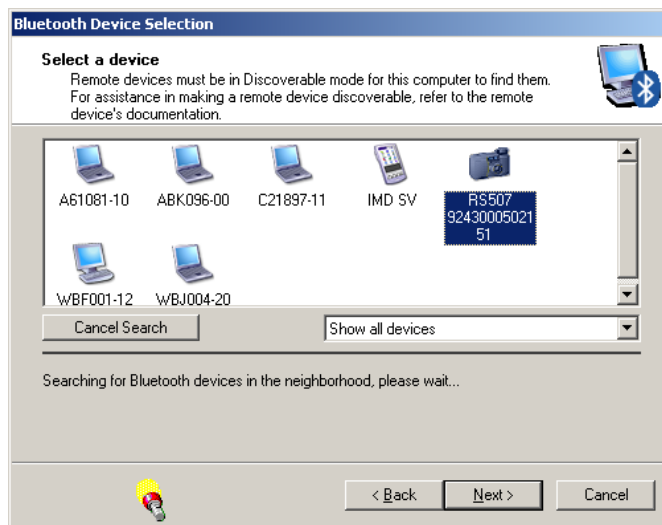 Bluetooth Device Selection
Select a device
Remote devices must be in Discoverable mode for this computer to find them.
For assistance in making a remote device discoverable, refer to the remote
device's documentation.
A61081-10 ABK096-00 C21897-11 IMD SV RS507
92430005021
51
WBF001-12 WBJ004-20
Cancel Search Show all devices
Searching for Bluetooth devices in the neighborhood, please wait...
< Back Next > Cancel